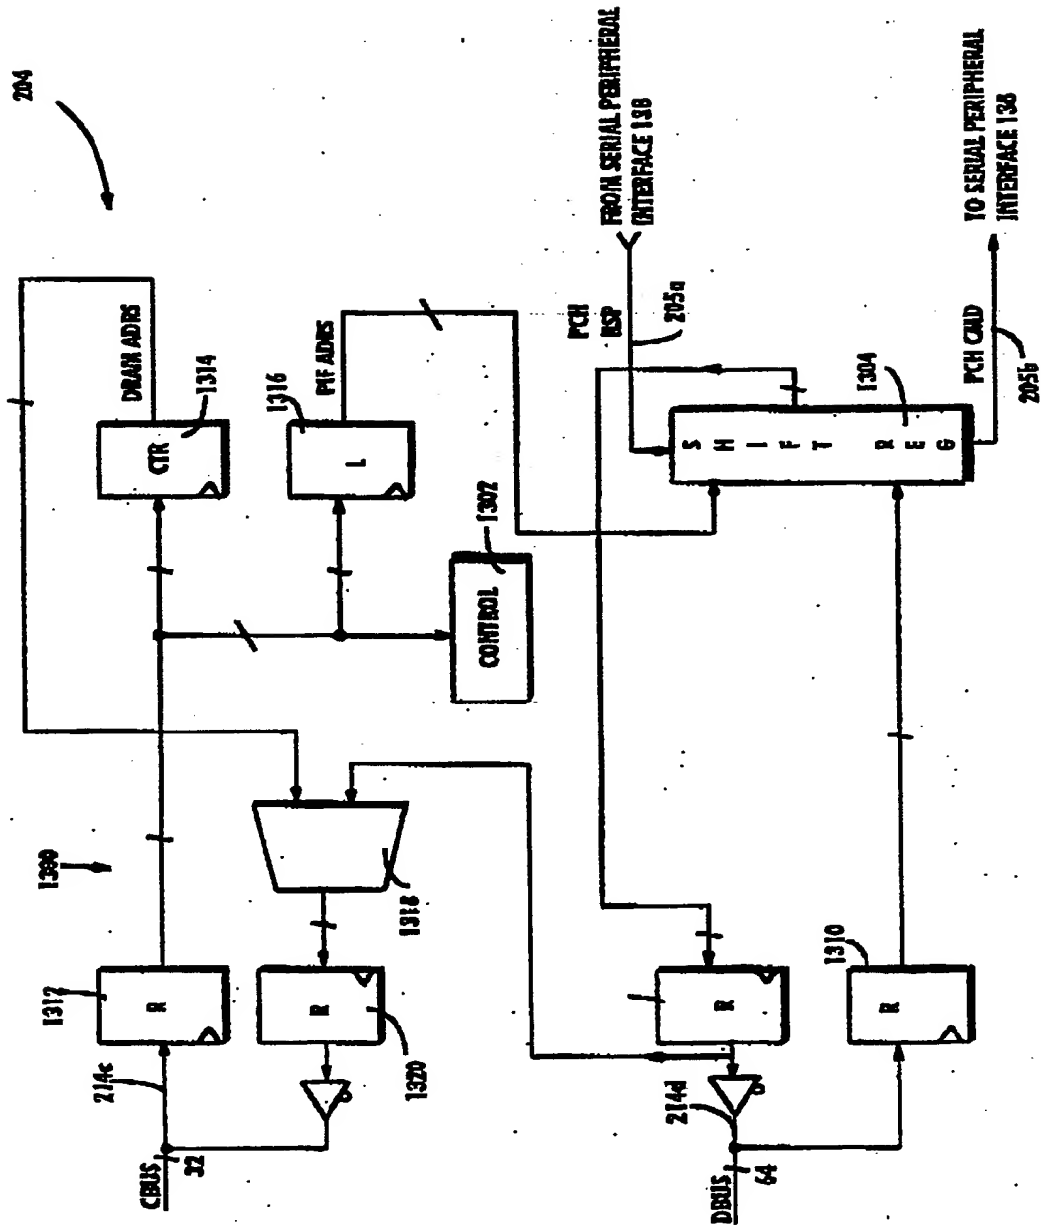 204
DRAM ADRS
CTR
1314
PIF ADRS
1316
L
CONTROL
1302
FROM SERIAL PERIPHERAL
INTERFACE 138
PCH
RSP
205a
TO SERIAL PERIPHERAL
INTERFACE 138
PCH CMD
205b
SHIFT REG
1304
1300
1318
1312
R
R
1320
214c
CBUS
32
R
1310
R
214d
DBUS
64